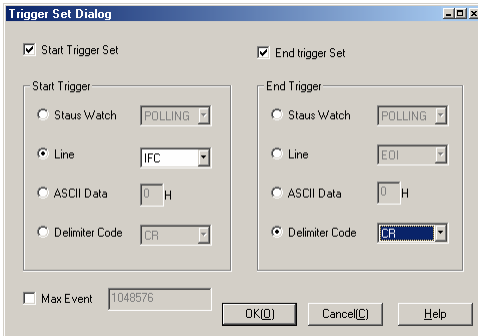 Trigger Set Dialog
Start Trigger Set
End trigger Set
Start Trigger
Staus Watch POLLING
Line IFC
ASCII Data 0 H
Delimiter Code CR
End Trigger
Staus Watch POLLING
Line EOI
ASCII Data 0 H
Delimiter Code CR
Max Event 1048576
OK(O) Cancel(C) Help